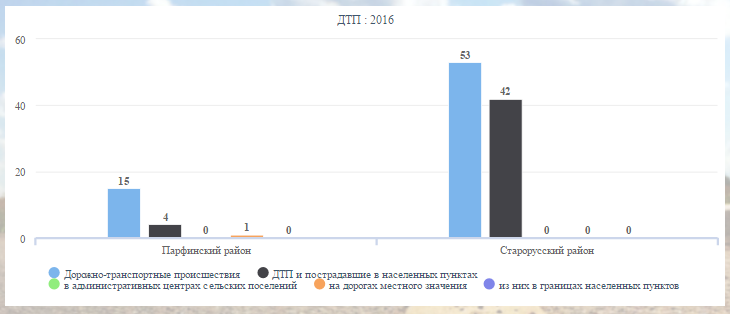 ДТП : 2016
60
53
42
40
20
15
4
0
1
0
0
0
0
0
Парфинский район
Старорусский район
Дорожно-транспортные происшествия
ДТП и пострадавшие в населенных пунктах
в административных центрах сельских поселений
на дорогах местного значения
из них в границах населенных пунктов